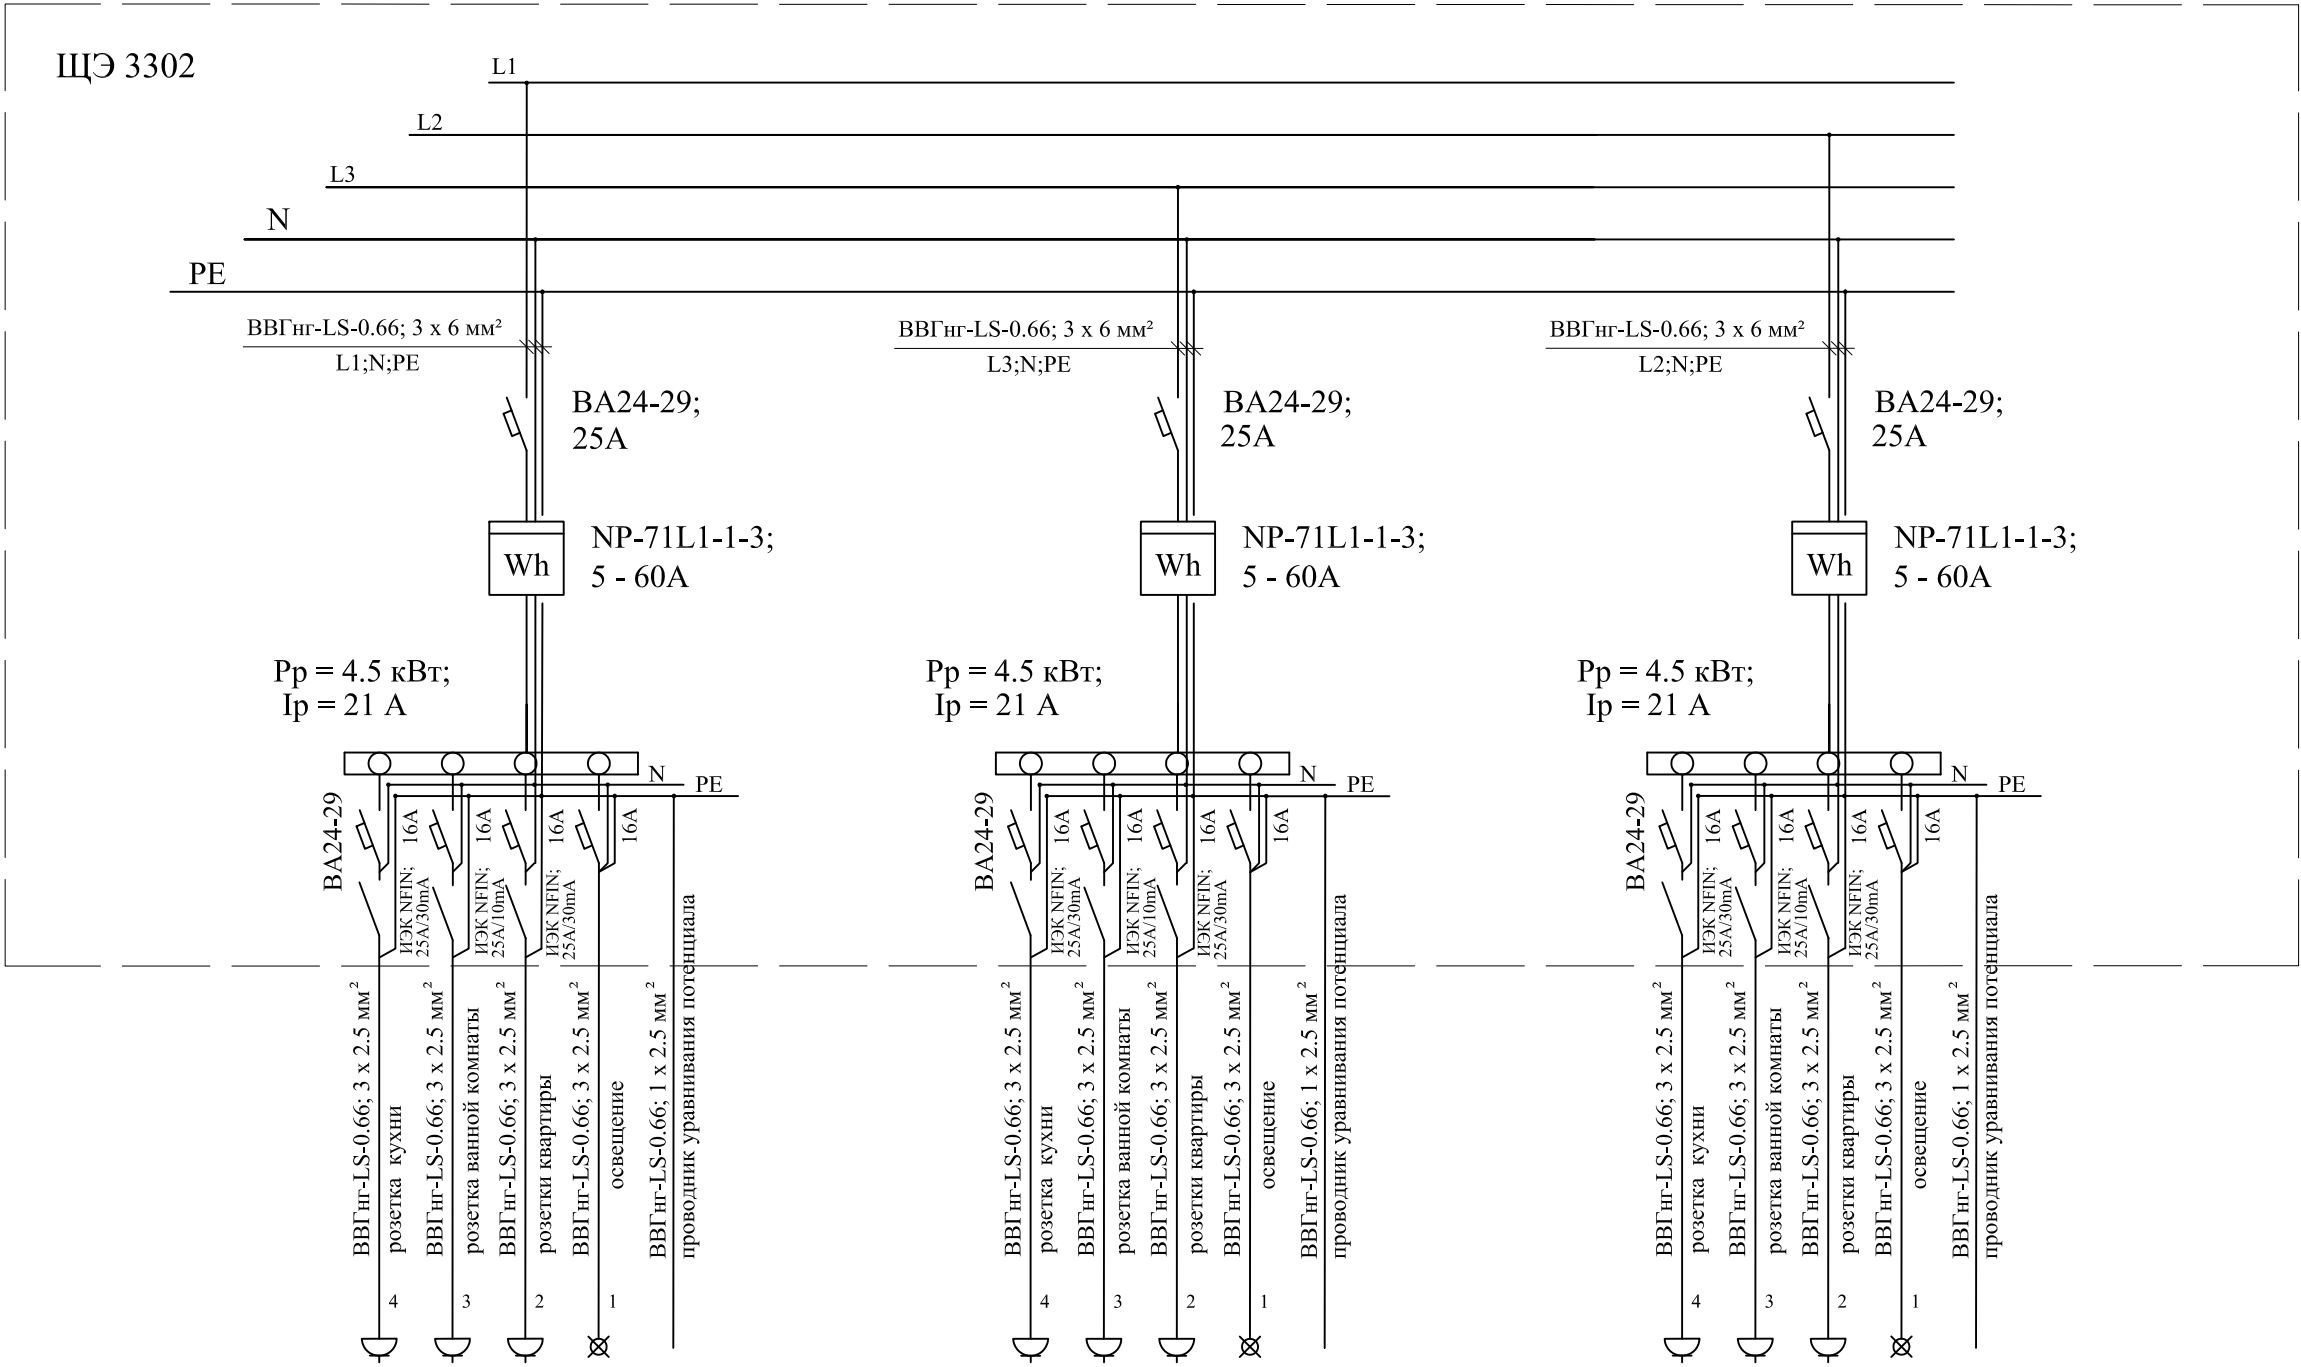 ЩЭ 3302
L1
L2
L3
N
PE
ВВГнг-LS-0.66; 3 х 6 мм²
L1;N;PE
ВА24-29;
25А
NP-71L1-1-3;
5 - 60А
Wh
Рр = 4.5 кВт;
Iр = 21 А
N
PE
ВА24-29
16А
16А
16А
16А
ИЭК NFIN;
25А/30mA
ИЭК NFIN;
25А/10mA
ИЭК NFIN;
25А/30mA
ВВГнг-LS-0.66; 3 х 2.5 мм²
розетка кухни
ВВГнг-LS-0.66; 3 х 2.5 мм²
розетка ванной комнаты
ВВГнг-LS-0.66; 3 х 2.5 мм²
розетки квартиры
ВВГнг-LS-0.66; 3 х 2.5 мм²
освещение
ВВГнг-LS-0.66; 1 х 2.5 мм²
проводник уравнивания потенциала
4
3
2
1
ВВГнг-LS-0.66; 3 х 6 мм²
L3;N;PE
ВА24-29;
25А
NP-71L1-1-3;
5 - 60А
Wh
Рр = 4.5 кВт;
Iр = 21 А
N
PE
ВА24-29
16А
16А
16А
16А
ИЭК NFIN;
25А/30mA
ИЭК NFIN;
25А/10mA
ИЭК NFIN;
25А/30mA
ВВГнг-LS-0.66; 3 х 2.5 мм²
розетка кухни
ВВГнг-LS-0.66; 3 х 2.5 мм²
розетка ванной комнаты
ВВГнг-LS-0.66; 3 х 2.5 мм²
розетки квартиры
ВВГнг-LS-0.66; 3 х 2.5 мм²
освещение
ВВГнг-LS-0.66; 1 х 2.5 мм²
проводник уравнивания потенциала
4
3
2
1
ВВГнг-LS-0.66; 3 х 6 мм²
L2;N;PE
ВА24-29;
25А
NP-71L1-1-3;
5 - 60А
Wh
Рр = 4.5 кВт;
Iр = 21 А
N
PE
ВА24-29
16А
16А
16А
16А
ИЭК NFIN;
25А/30mA
ИЭК NFIN;
25А/10mA
ИЭК NFIN;
25А/30mA
ВВГнг-LS-0.66; 3 х 2.5 мм²
розетка кухни
ВВГнг-LS-0.66; 3 х 2.5 мм²
розетка ванной комнаты
ВВГнг-LS-0.66; 3 х 2.5 мм²
розетки квартиры
ВВГнг-LS-0.66; 3 х 2.5 мм²
освещение
ВВГнг-LS-0.66; 1 х 2.5 мм²
проводник уравнивания потенциала
4
3
2
1